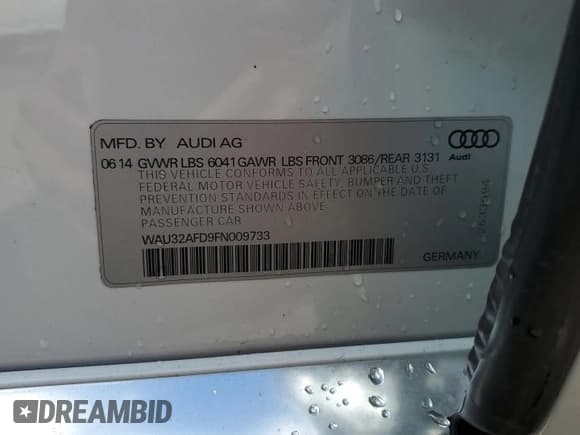 MFD. BY AUDI AG
06 14 GVWR LBS 6041 GAWR LBS FRONT 3086/REAR 3131
Audi
THIS VEHICLE CONFORMS TO ALL APPLICABLE U.S
FEDERAL MOTOR VEHICLE SAFETY, BUMPER AND THEFT
PREVENTION STANDARDS IN EFFECT ON THE DATE OF
MANUFACTURE SHOWN ABOVE
PASSENGER CAR
WAU32AFD9FN009733
GERMANY
DREAMBID